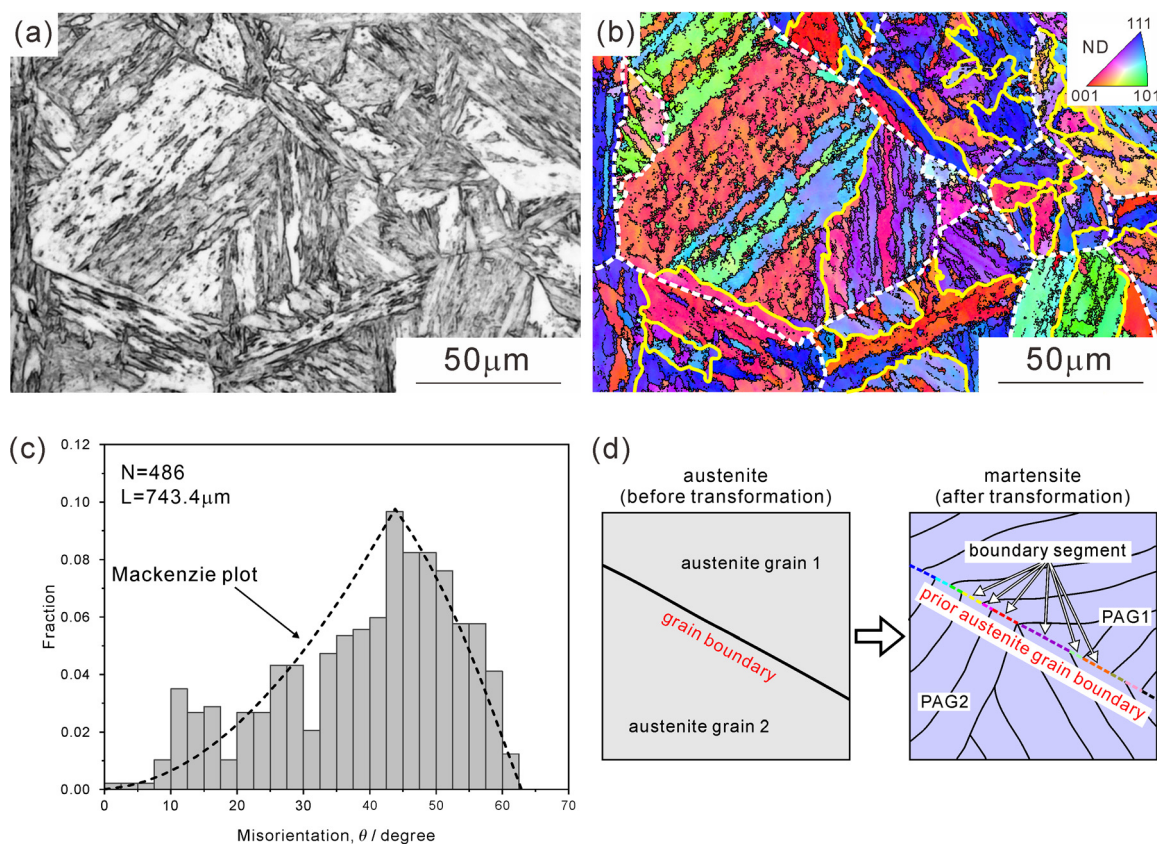 (a)
50μm
(b)
ND
111
001
101
50μm
(c)
0.12
0.10
0.08
0.06
0.04
0.02
0.00
Fraction
N=486
L=743.4μm
Mackenzie plot
0
10
20
30
40
50
60
70
Misorientation, θ / degree
(d)
austenite
(before transformation)
austenite grain 1
grain boundary
austenite grain 2
martensite
(after transformation)
boundary segment
PAG1
prior austenite grain boundary
PAG2